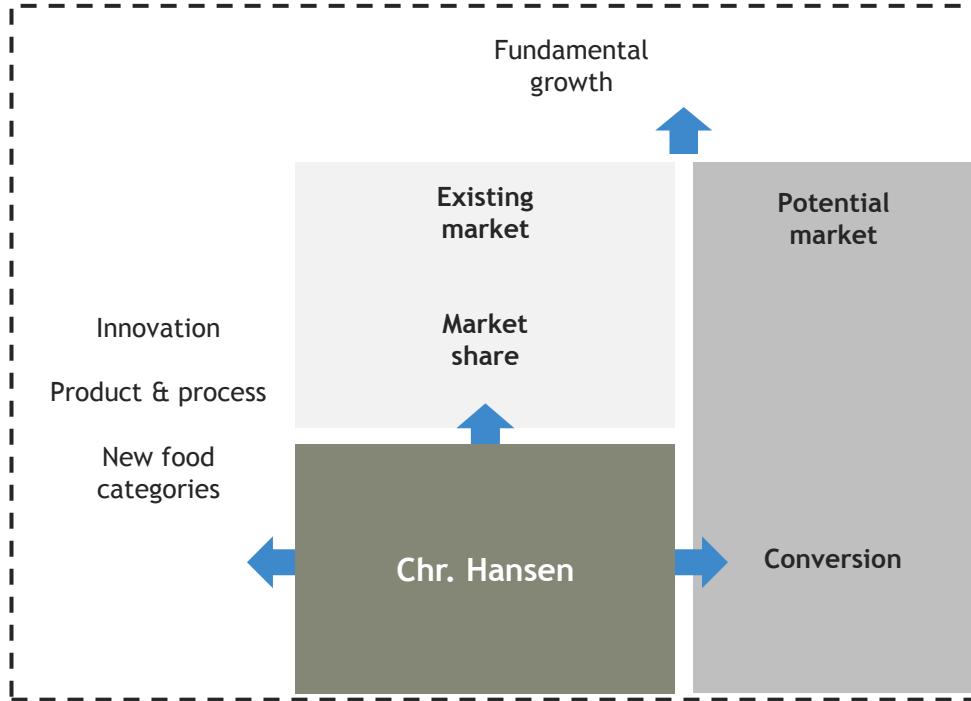 Fundamental
growth
Existing
market
Potential
market
Market
share
Innovation
Product & process
New food
categories
Chr. Hansen
Conversion